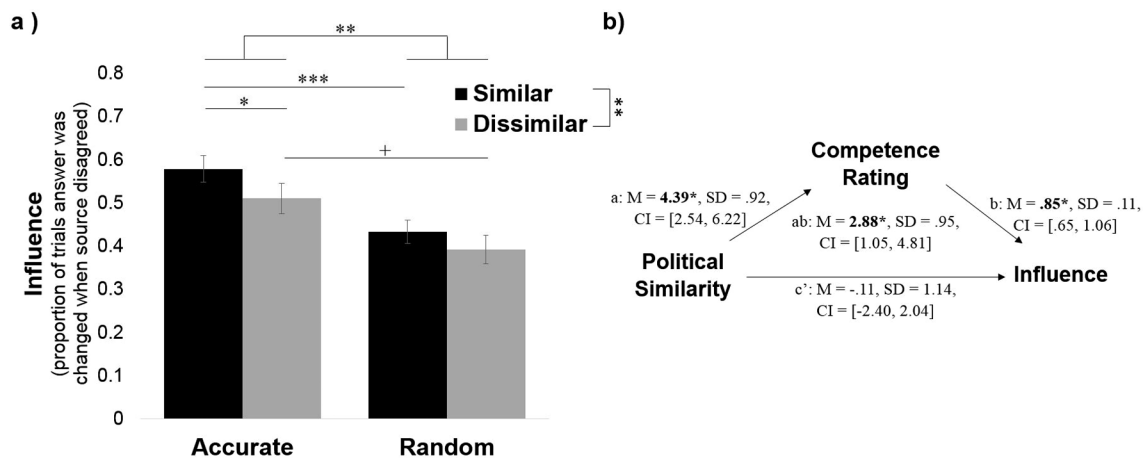 a )
**
0.8
0.7
0.6
0.5
0.4
0.3
0.2
0.1
0
Influence
(proportion of trials answer was
changed when source disagreed)
***
*
+
Similar
Dissimilar
**
Accurate
Random
b)
Competence
Rating
a: M = 4.39*, SD = .92,
CI = [2.54, 6.22]
ab: M = 2.88*, SD = .95,
CI = [1.05, 4.81]
b: M = .85*, SD = .11,
CI = [.65, 1.06]
Political
Similarity
Influence
c’: M = -.11, SD = 1.14,
CI = [-2.40, 2.04]